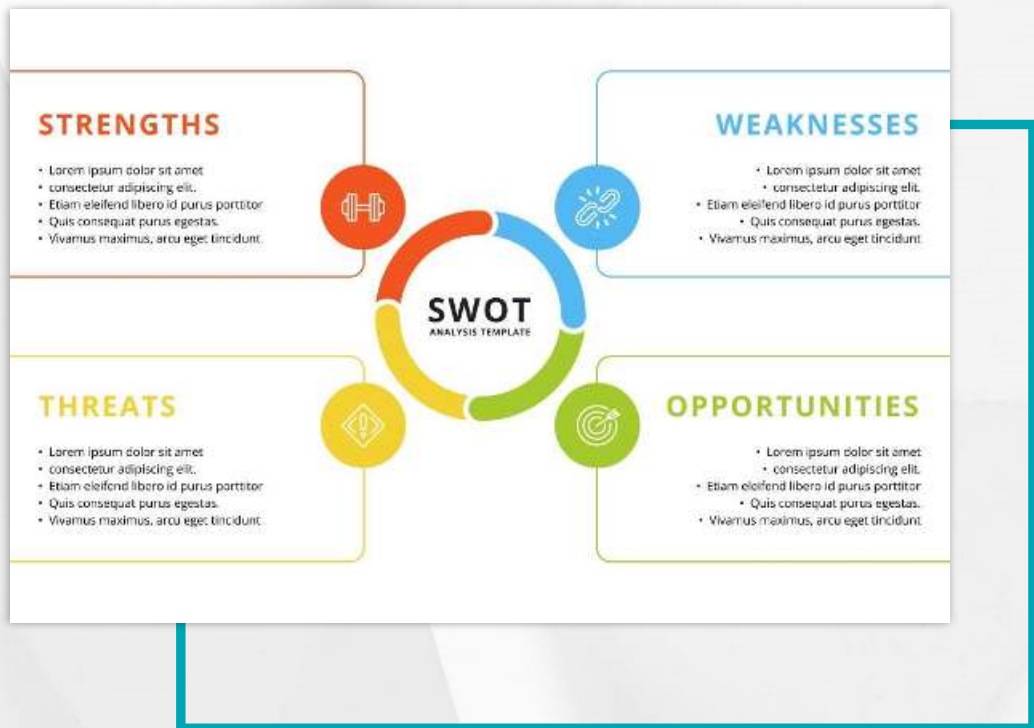 STRENGTHS
• Lorem ipsum dolor sit amet
• consectetur adipiscing elit.
• Etiam eleifend libero id purus porttitor
• Quis consequat purus egestas.
• Vivamus maximus, arcu eget tincidunt
WEAKNESSES
• Lorem ipsum dolor sit amet
• consectetur adipiscing elit.
• Etiam eleifend libero id purus porttitor
• Quis consequat purus egestas.
• Vivamus maximus, arcu eget tincidunt
SWOT
ANALYSIS TEMPLATE
THREATS
• Lorem ipsum dolor sit amet
• consectetur adipiscing elit.
• Etiam eleifend libero id purus porttitor
• Quis consequat purus egestas.
• Vivamus maximus, arcu eget tincidunt
OPPORTUNITIES
• Lorem ipsum dolor sit amet
• consectetur adipiscing elit.
• Etiam eleifend libero id purus porttitor
• Quis consequat purus egestas.
• Vivamus maximus, arcu eget tincidunt